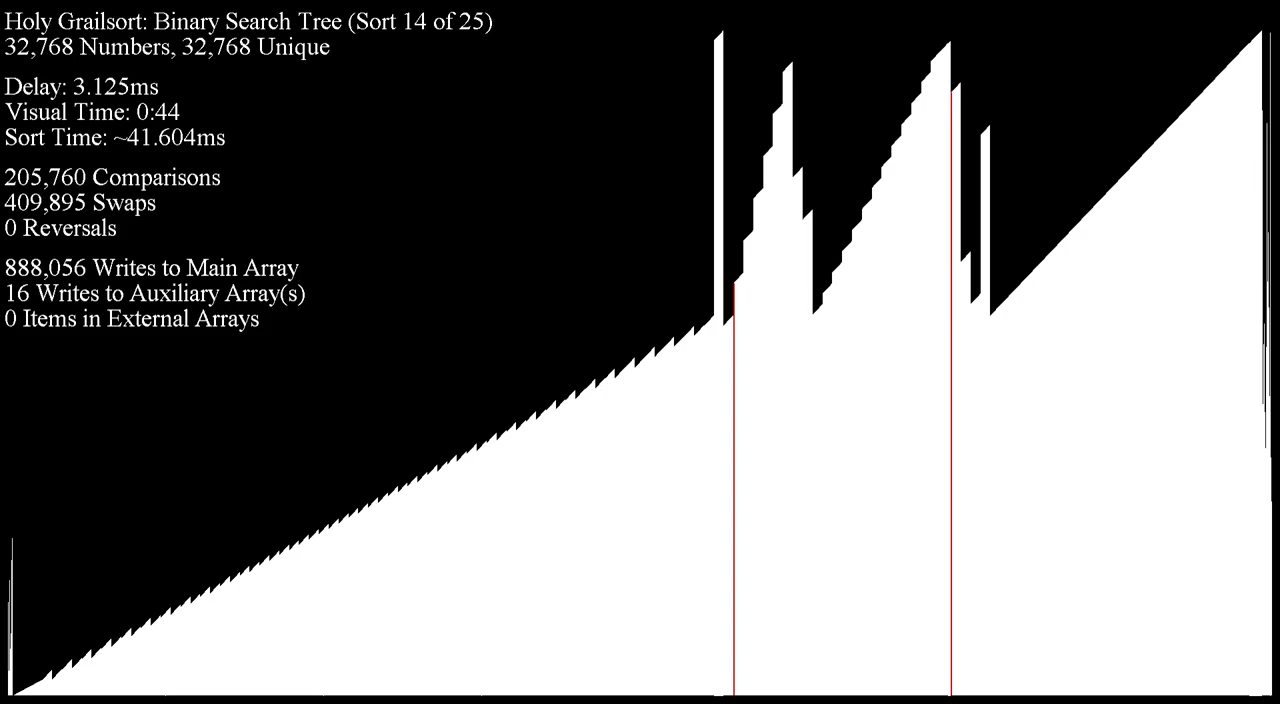 Holy Grailsort: Binary Search Tree (Sort 14 of 25)
32,768 Numbers, 32,768 Unique
Delay: 3.125ms
Visual Time: 0:44
Sort Time: ~41.604ms
205,760 Comparisons
409,895 Swaps
0 Reversals
888,056 Writes to Main Array
16 Writes to Auxiliary Array(s)
0 Items in External Arrays